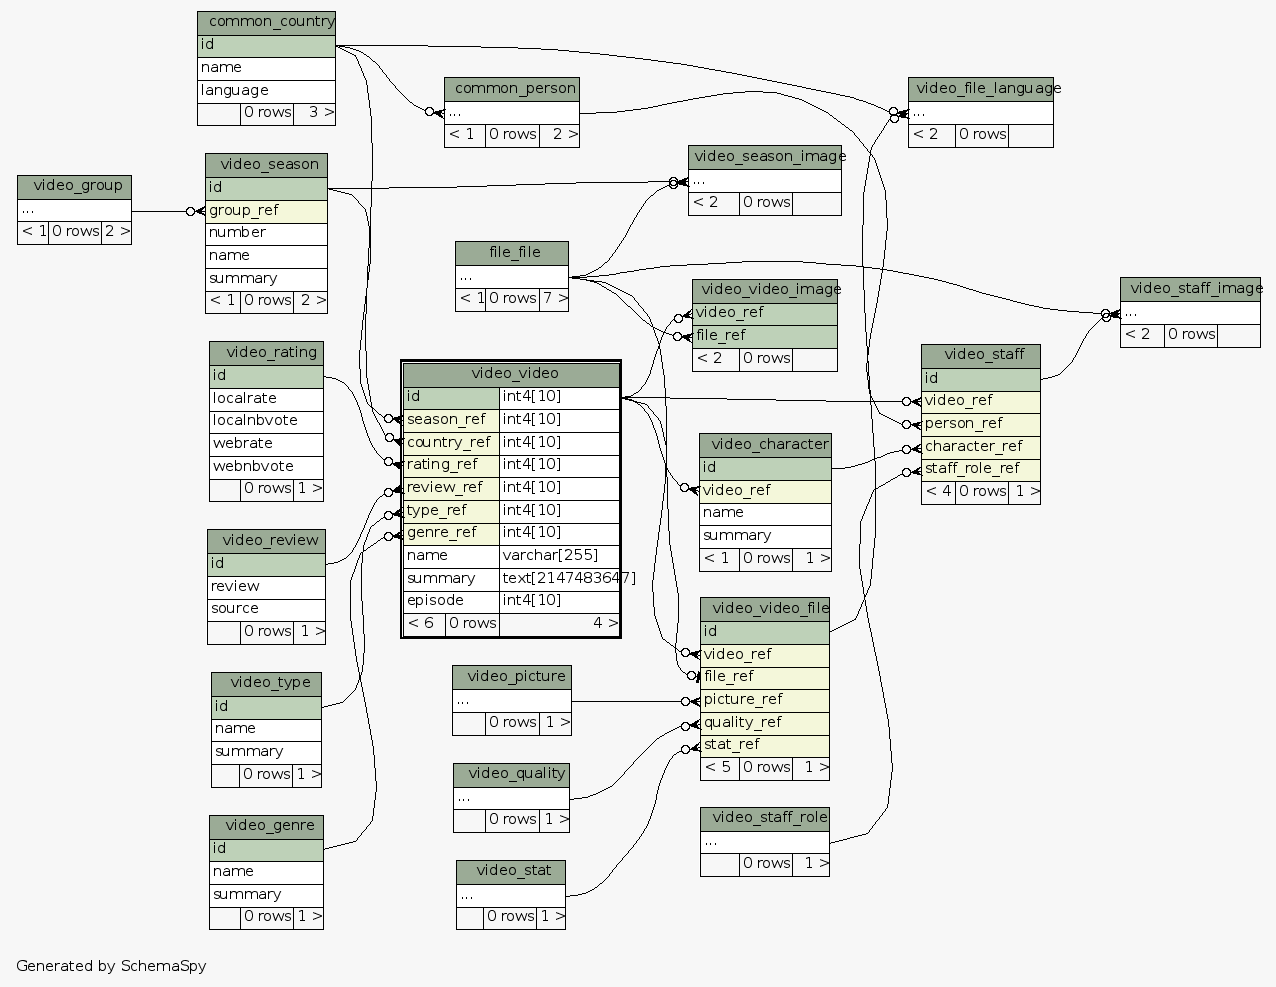 common_country
id
name
language
0 rows 3 >
common_person
...
< 1 0 rows 2 >
video_file_language
...
< 2 0 rows
video_season
id
group_ref
number
name
summary
< 1 0 rows 2 >
video_group
...
< 1 0 rows 2 >
video_season_image
...
< 2 0 rows
file_file
...
< 1 0 rows 7 >
video_video_image
video_ref
file_ref
< 2 0 rows
video_staff_image
...
< 2 0 rows
video_rating
id
localrate
localnbvote
webrate
webnbvote
0 rows 1 >
video_video
id int4[10]
season_ref int4[10]
country_ref int4[10]
rating_ref int4[10]
review_ref int4[10]
type_ref int4[10]
genre_ref int4[10]
name varchar[255]
summary text[2147483647]
episode int4[10]
< 6 0 rows 4 >
video_staff
id
video_ref
person_ref
character_ref
staff_role_ref
< 4 0 rows 1 >
video_character
id
video_ref
name
summary
< 1 0 rows 1 >
video_review
id
review
source
0 rows 1 >
video_video_file
id
video_ref
file_ref
picture_ref
quality_ref
stat_ref
< 5 0 rows 1 >
video_type
id
name
summary
0 rows 1 >
video_picture
...
0 rows 1 >
video_quality
...
0 rows 1 >
video_staff_role
...
0 rows 1 >
video_genre
id
name
summary
0 rows 1 >
video_stat
...
0 rows 1 >
Generated by SchemaSpy